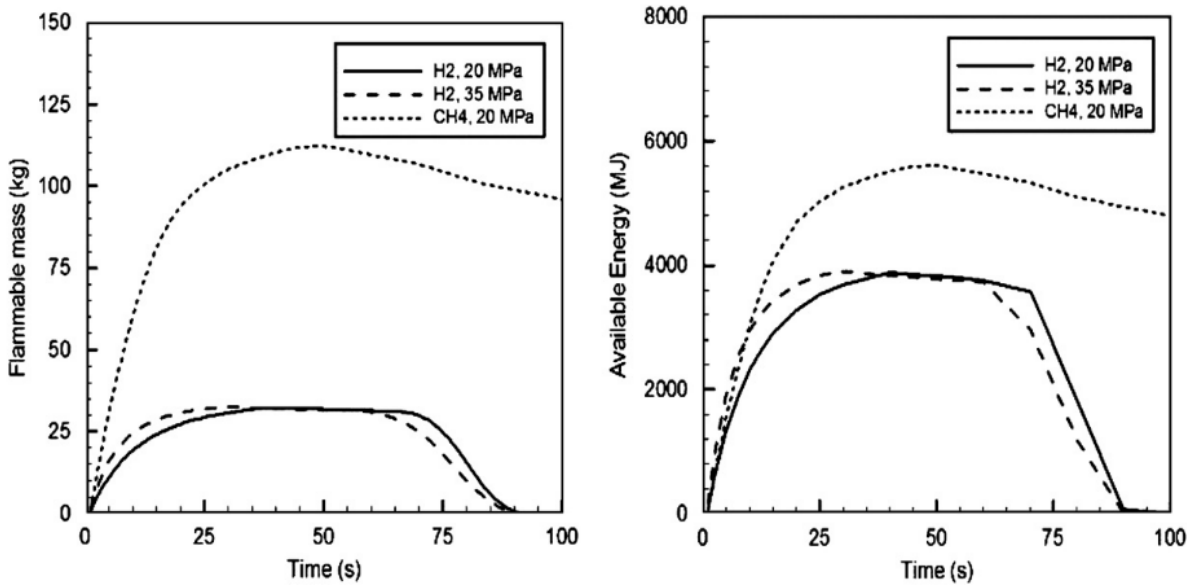 150
125
100
75
50
25
0
Flammable mass (kg)
H2, 20 MPa
H2, 35 MPa
CH4, 20 MPa
0 25 50 75 100
Time (s)
8000
6000
4000
2000
0
Available Energy (MJ)
H2, 20 MPa
H2, 35 MPa
CH4, 20 MPa
0 25 50 75 100
Time (s)